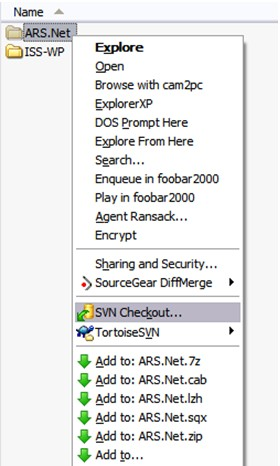 Name
ARS.Net
ISS-WP
Explore
Open
Browse with cam2pc
ExplorerXP
DOS Prompt Here
Explore From Here
Search...
Enqueue in foobar2000
Play in foobar2000
Agent Ransack...
Encrypt
Sharing and Security...
SourceGear DiffMerge
SVN Checkout...
TortoiseSVN
Add to: ARS.Net.7z
Add to: ARS.Net.cab
Add to: ARS.Net.lzh
Add to: ARS.Net.sqx
Add to: ARS.Net.zip
Add to...